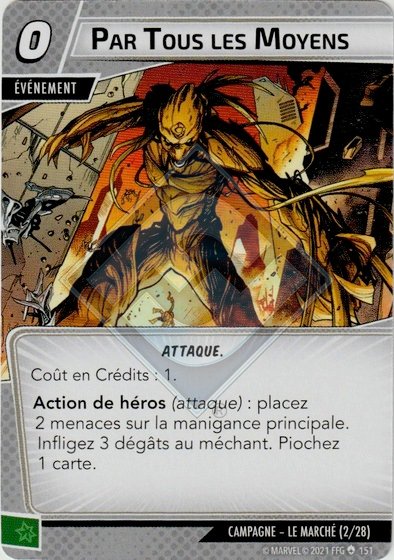 0
PAR TOUS LES MOYENS
ÉVÉNEMENT
ATTAQUE.
Coût en Crédits : 1.
Action de héros (attaque) : placez
2 menaces sur la manigance principale.
Infligez 3 dégâts au méchant. Piochez
1 carte.
CAMPAGNE – LE MARCHÉ (2/28)
© MARVEL © 2021 FFG 151